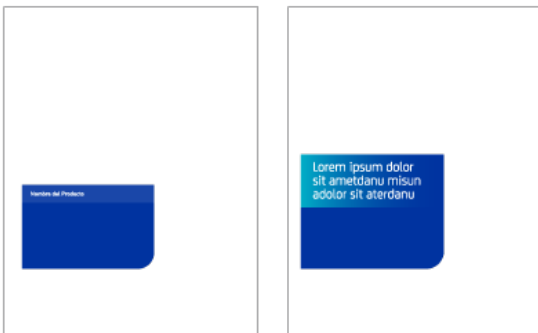 Nombre del Producto
Lorem ipsum dolor
sit ametdanu misun
adolor sit aterdanu